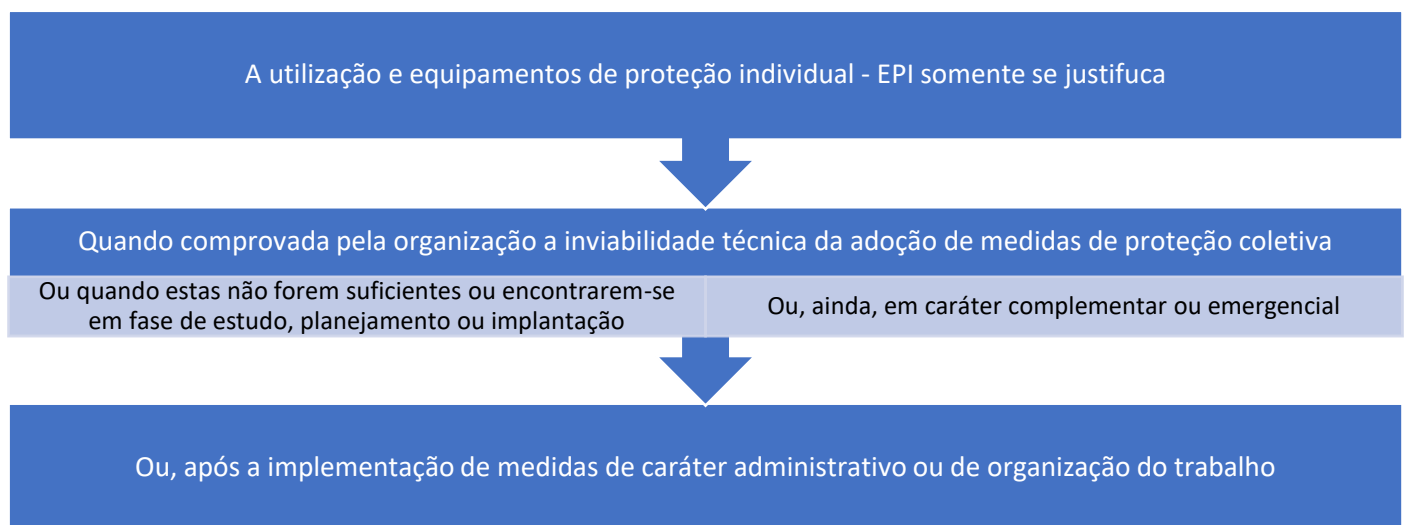 A utilização e equipamentos de proteção individual - EPI somente se justifuca
Quando comprovada pela organização a inviabilidade técnica da adoção de medidas de proteção coletiva
Ou quando estas não forem suficientes ou encontrarem-se
em fase de estudo, planejamento ou implantação
Ou, ainda, em caráter complementar ou emergencial
Ou, após a implementação de medidas de caráter administrativo ou de organização do trabalho